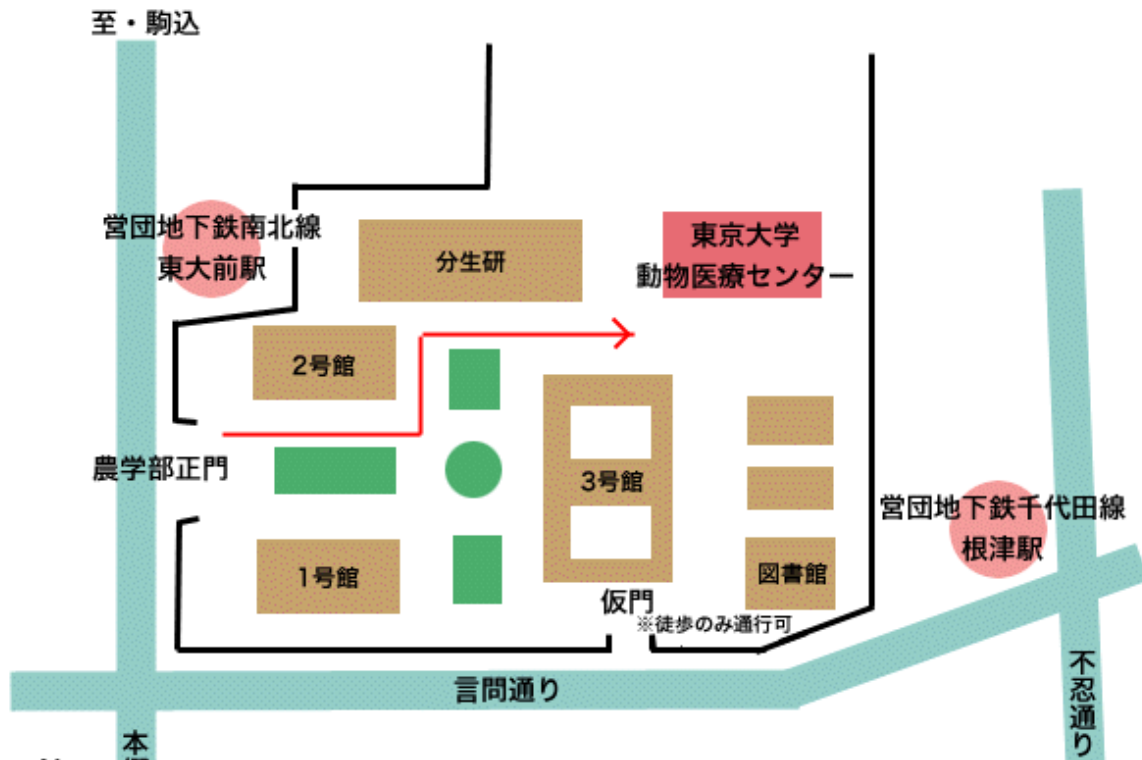 至・駒込
営団地下鉄南北線
東大前駅
分生研
東京大学
動物医療センター
2号館
農学部正門
3号館
営団地下鉄千代田線
根津駅
1号館
図書館
仮門
※徒歩のみ通行可
言問通り
不忍通り
本